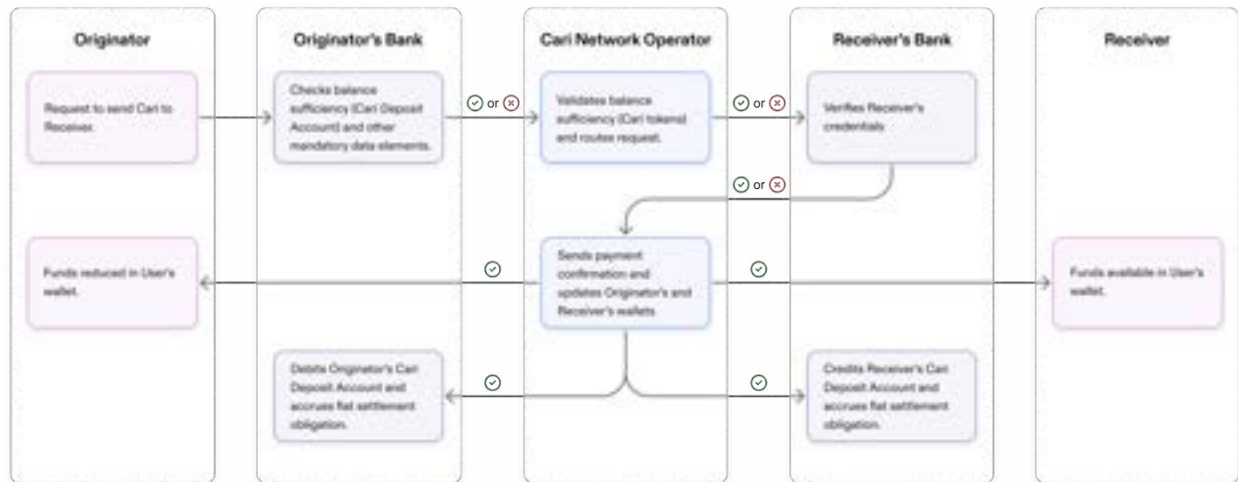 Originator
Originator's Bank
Cari Network Operator
Receiver's Bank
Receiver
Request to send Cari to
Receiver.
Checks balance
sufficiency (Cari Deposit
Account) and other
mandatory data elements.
or
Validates balance
sufficiency (Cari tokens)
and routes request.
or
Verifies Receiver's
credentials
or
Funds reduced in User's
wallet.
Sends payment
confirmation and
updates Originator's and
Receiver's wallets
Funds available in User's
wallet.
Debits Originator's Cari
Deposit Account and
accrues fiat settlement
obligation.
Credits Receiver's Cari
Deposit Account and
accrues fiat settlement
obligation.